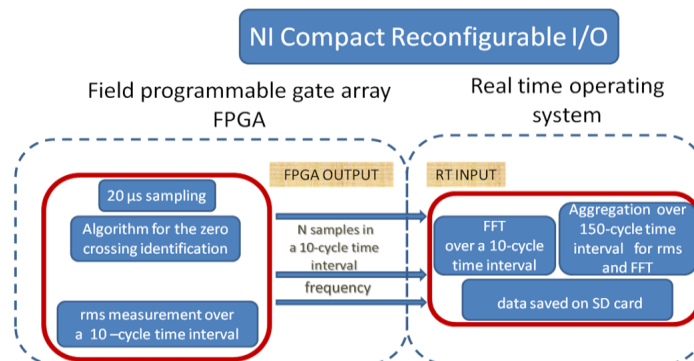 NI Compact Reconfigurable I/O
Field programmable gate array
FPGA
Real time operating
system
FPGA OUTPUT
RT INPUT
20 µs sampling
Algorithm for the zero
crossing identification
rms measurement over
a 10 –cycle time interval
N samples in
a 10-cycle time
interval
frequency
FFT
over a 10-cycle
time interval
Aggregation over
150-cycle time
interval for rms
and FFT
data saved on SD card